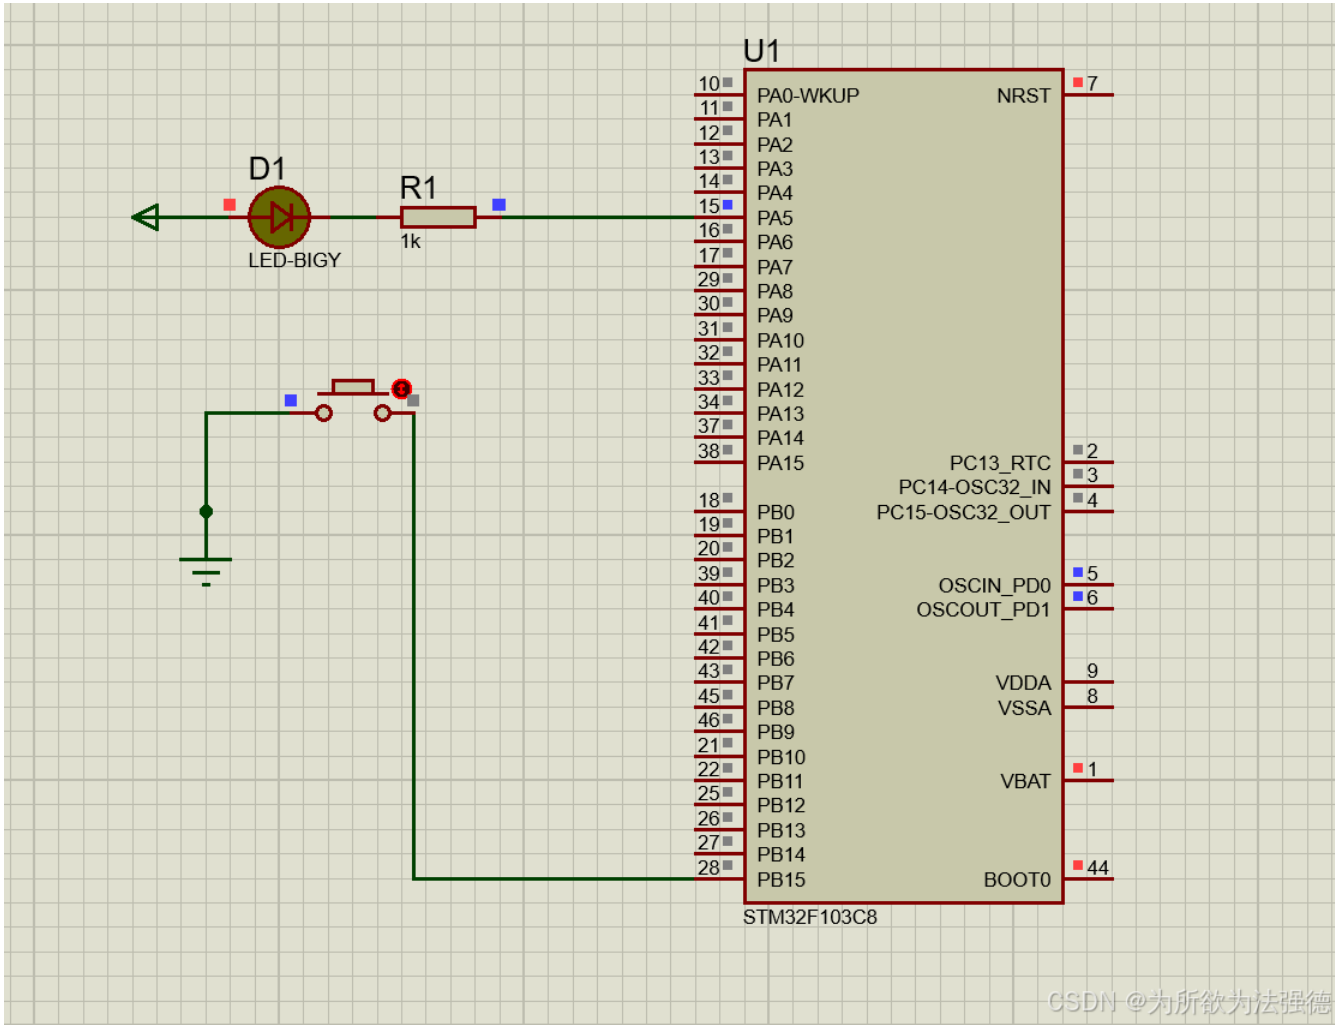 U1
10 PA0-WKUP NRST 7
11 PA1
12 PA2
13 PA3
14 PA4
15 PA5
16 PA6
17 PA7
29 PA8
30 PA9
31 PA10
32 PA11
33 PA12
34 PA13
37 PA14
38 PA15 PC13_RTC 2
PC14-OSC32_IN 3
18 PB0 PC15-OSC32_OUT 4
19 PB1
20 PB2
39 PB3 OSCIN_PD0 5
40 PB4 OSCOUT_PD1 6
41 PB5
42 PB6
43 PB7 VDDA 9
45 PB8 VSSA 8
46 PB9
21 PB10
22 PB11 VBAT 1
25 PB12
26 PB13
27 PB14
28 PB15 BOOT0 44
STM32F103C8
D1
LED-BIGY
R1
1k
CSDN @为所欲为法强德